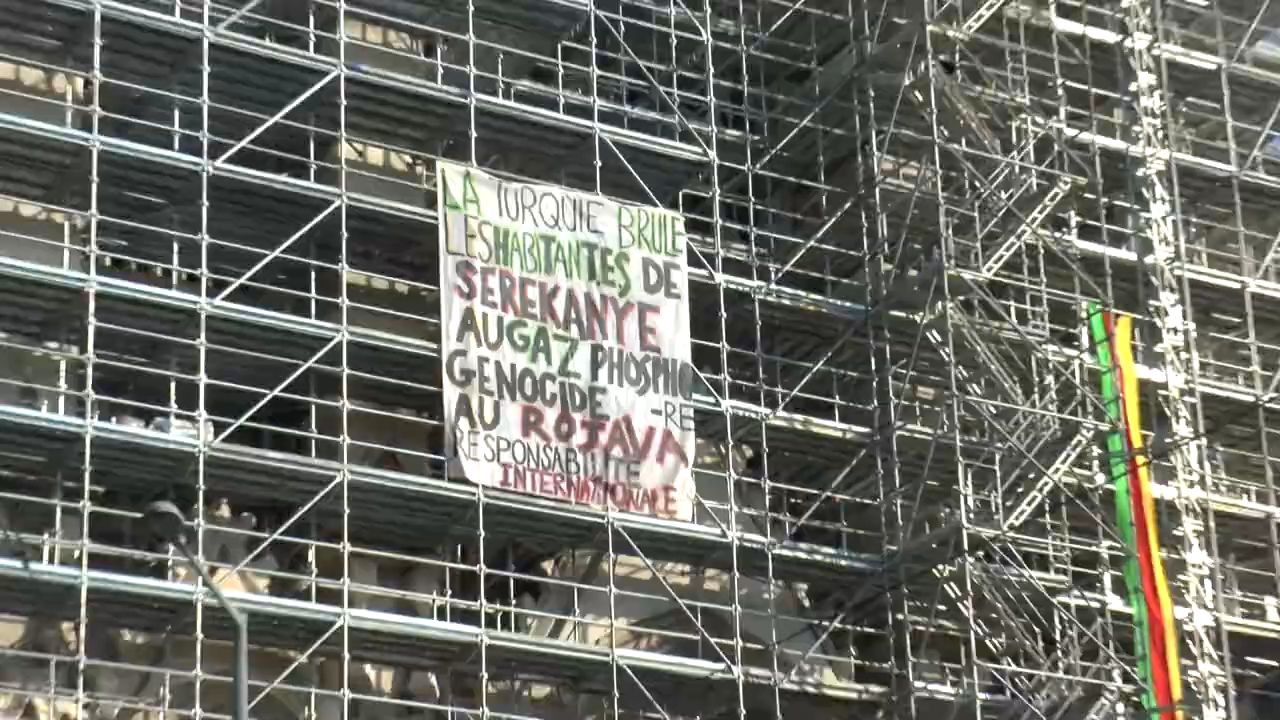 LA TURQUIE BRULE
LES HABITANTES DE
SEREKANYE
AU GAZ PHOSPHO
GENOCIDE -RE
AU ROJAVA
RESPONSABILITE
INTERNATIONALE